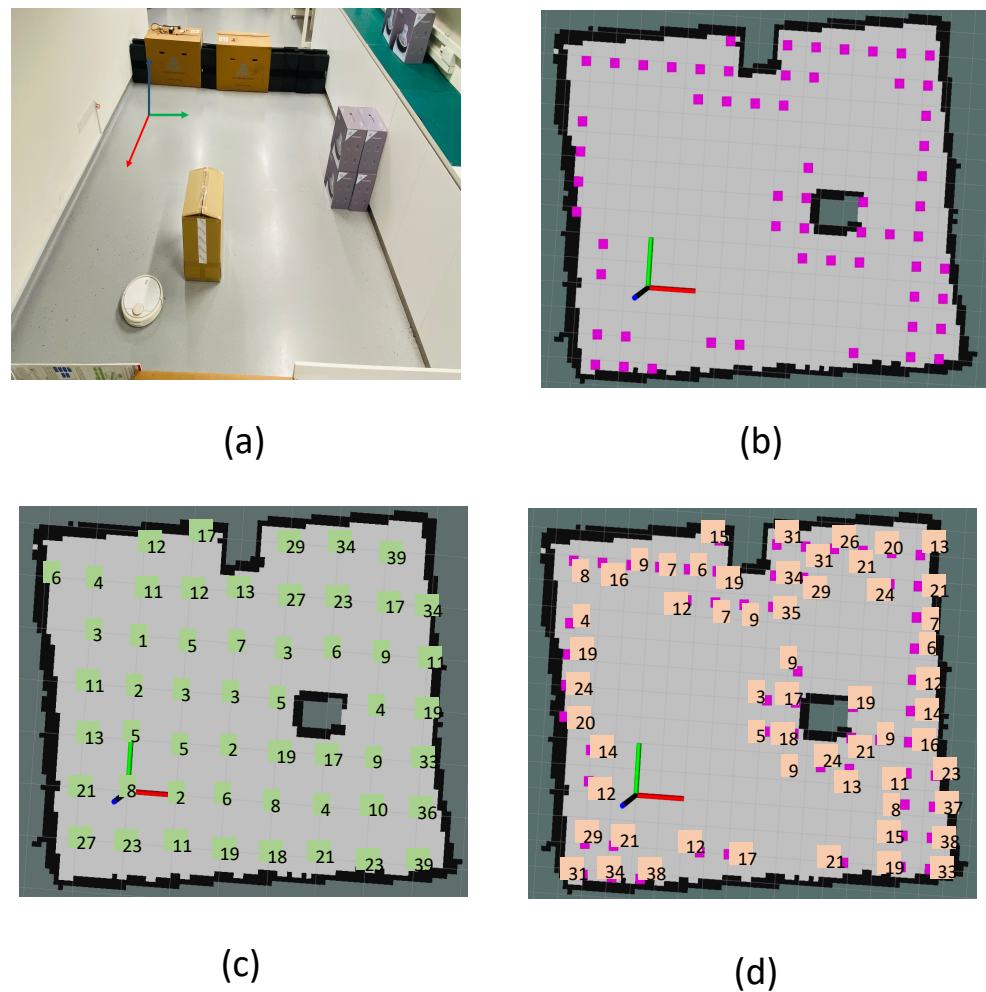 (a)
(b)
12 17 29 34 39
6 4 11 12 13 27 23 17 34
3 1 5 7 3 6 9 11
11 2 3 3 5 4 19
13 5 5 2 19 17 9 33
21 8 2 6 8 4 10 36
27 23 11 19 18 21 23 39
15 31 26 20 13
8 16 9 7 6 19 31 21
34 29 24 21
12 7 9 35
4 7
19 9 6
24 3 17 19 12
20 5 18 21 9 14
14 9 24 16
12 13 11 23
8 37
29 21 12 17 21 15 38
31 34 38 19 33
(c)
(d)